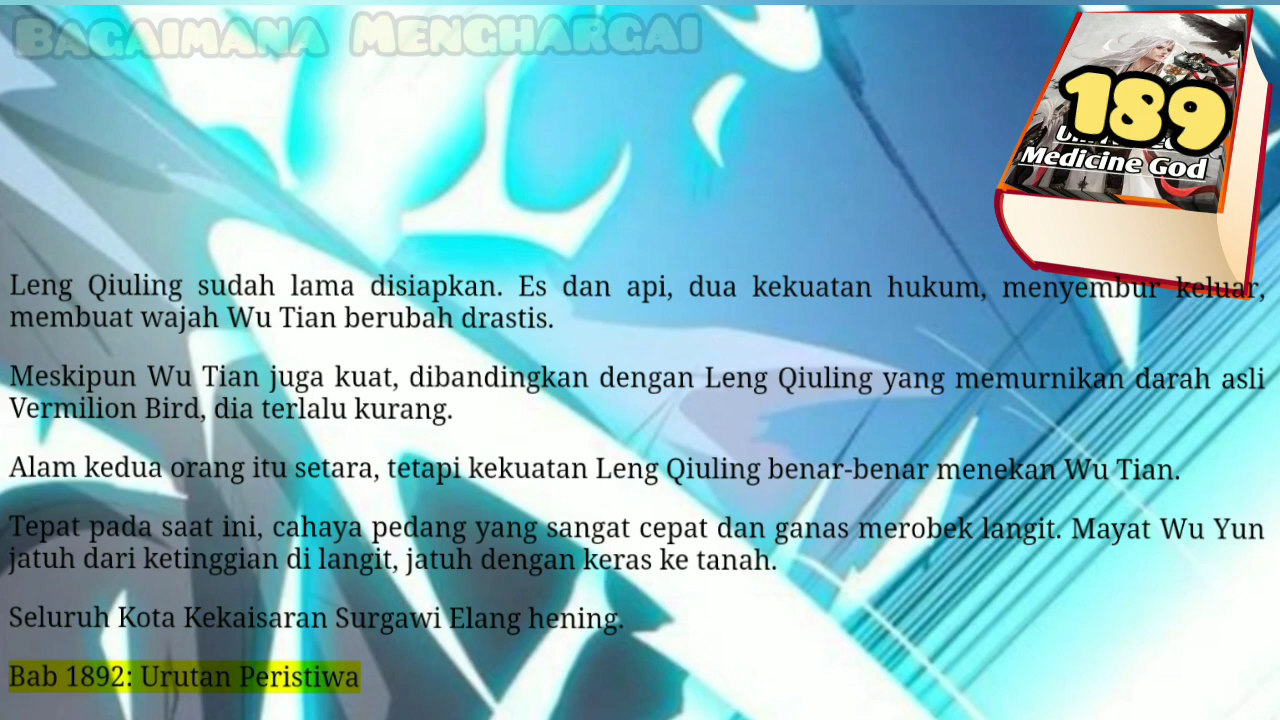 Bagaimana Menghargai
189
Medicine God
Leng Qiuling sudah lama disiapkan. Es dan api, dua kekuatan hukum, menyembur keluar,
membuat wajah Wu Tian berubah drastis.
Meskipun Wu Tian juga kuat, dibandingkan dengan Leng Qiuling yang memurnikan darah asli
Vermilion Bird, dia terlalu kurang.
Alam kedua orang itu setara, tetapi kekuatan Leng Qiuling benar-benar menekan Wu Tian.
Tepat pada saat ini, cahaya pedang yang sangat cepat dan ganas merobek langit. Mayat Wu Yun
jatuh dari ketinggian di langit, jatuh dengan keras ke tanah.
Seluruh Kota Kekaisaran Surgawi Elang hening.
Bab 1892: Urutan Peristiwa